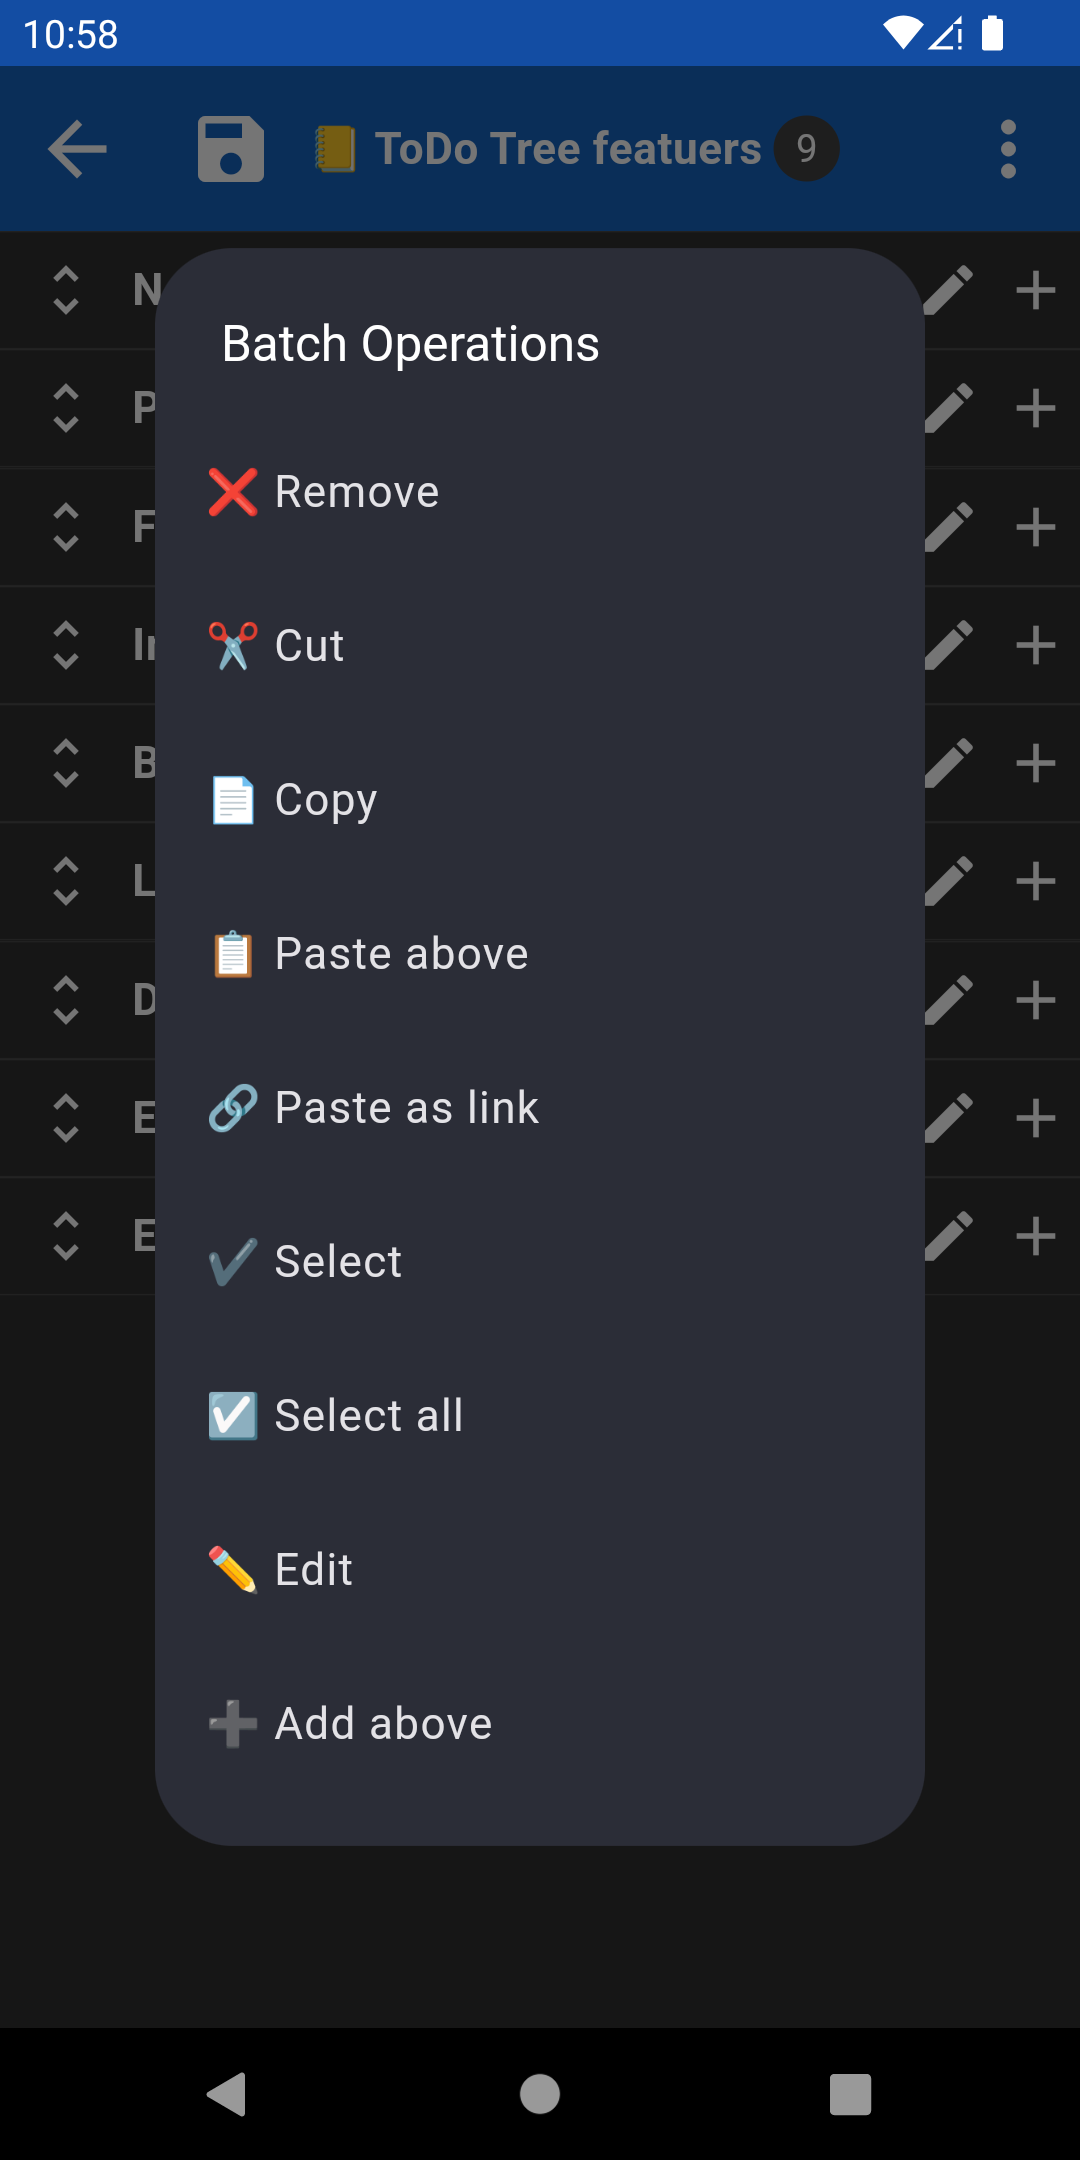 10:58
ToDo Tree featuers 9
N
P
F
B
L
D
E
E
Batch Operations
Remove
Cut
Copy
Paste above
Paste as link
Select
Select all
Edit
Add above